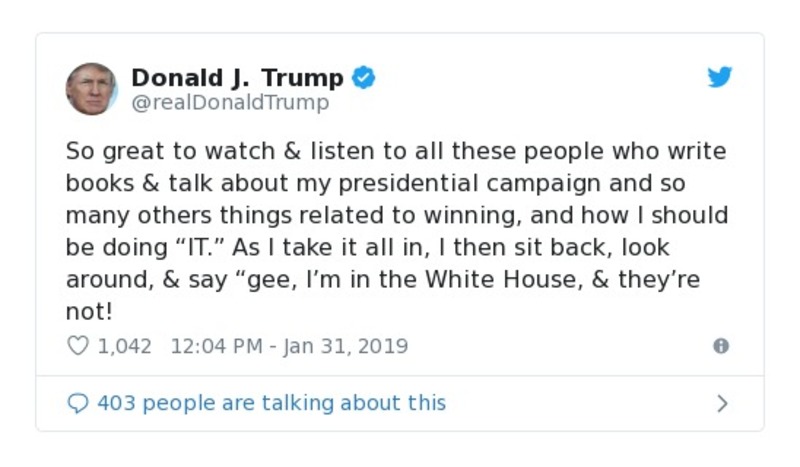 Donald J. Trump
@realDonaldTrump
So great to watch & listen to all these people who write
books & talk about my presidential campaign and so
many others things related to winning, and how I should
be doing “IT.” As I take it all in, I then sit back, look
around, & say “gee, I’m in the White House, & they’re
not!
1,042 12:04 PM - Jan 31, 2019
403 people are talking about this